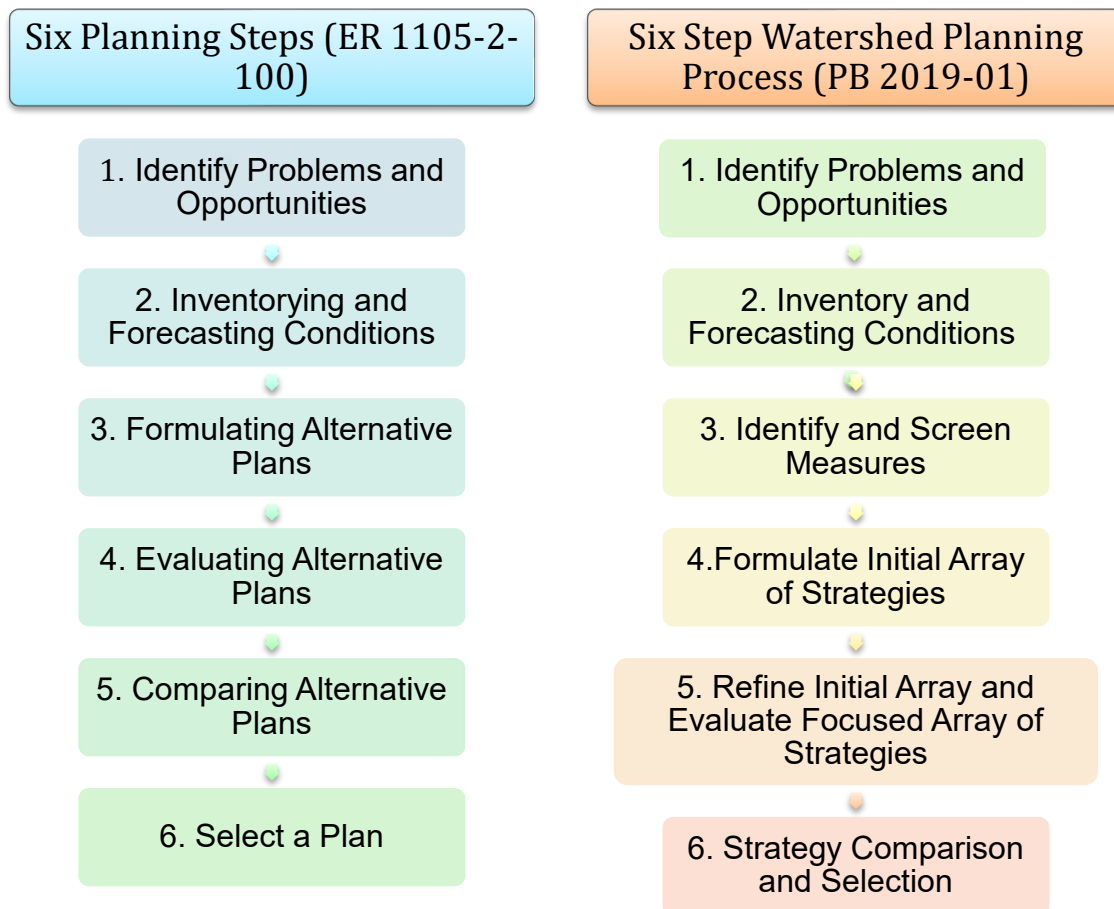 Six Planning Steps (ER 1105-2-
100)
1. Identify Problems and
Opportunities
2. Inventorying and
Forecasting Conditions
3. Formulating Alternative
Plans
4. Evaluating Alternative
Plans
5. Comparing Alternative
Plans
6. Select a Plan
Six Step Watershed Planning
Process (PB 2019-01)
1. Identify Problems and
Opportunities
2. Inventory and
Forecasting Conditions
3. Identify and Screen
Measures
4.Formulate Initial Array
of Strategies
5. Refine Initial Array and
Evaluate Focused Array of
Strategies
6. Strategy Comparison
and Selection